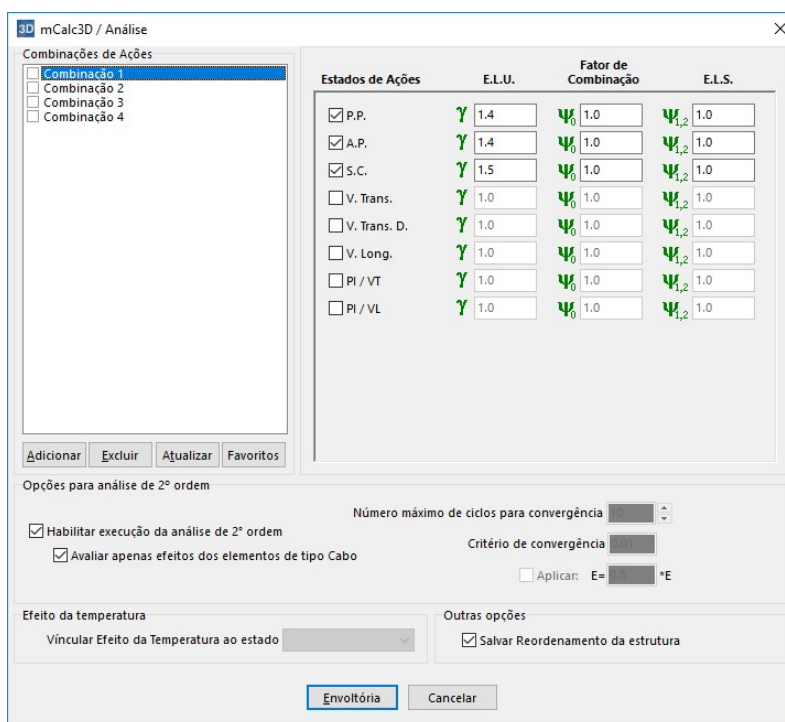 3D mCalc3D / Análise
Combinações de Ações
Combinação 1
Combinação 2
Combinação 3
Combinação 4
Adicionar Excluir Atualizar Favoritos
Estados de Ações E.L.U. Fator de Combinação E.L.S.
P.P. γ 1.4 Ψ0 1.0 Ψ1,2 1.0
A.P. γ 1.4 Ψ0 1.0 Ψ1,2 1.0
S.C. γ 1.5 Ψ0 1.0 Ψ1,2 1.0
V. Trans. γ 1.0 Ψ0 1.0 Ψ1,2 1.0
V. Trans. D. γ 1.0 Ψ0 1.0 Ψ1,2 1.0
V. Long. γ 1.0 Ψ0 1.0 Ψ1,2 1.0
PI / VT γ 1.0 Ψ0 1.0 Ψ1,2 1.0
PI / VL γ 1.0 Ψ0 1.0 Ψ1,2 1.0
Opções para análise de 2º ordem
Habilitar execução da análise de 2° ordem
Avaliar apenas efeitos dos elementos de tipo Cabo
Número máximo de ciclos para convergência 10
Critério de convergência 0.01
Aplicar: E= 0.8 *E
Efeito da temperatura
Víncular Efeito da Temperatura ao estado
Outras opções
Salvar Reordenamento da estrutura
Envoltória Cancelar